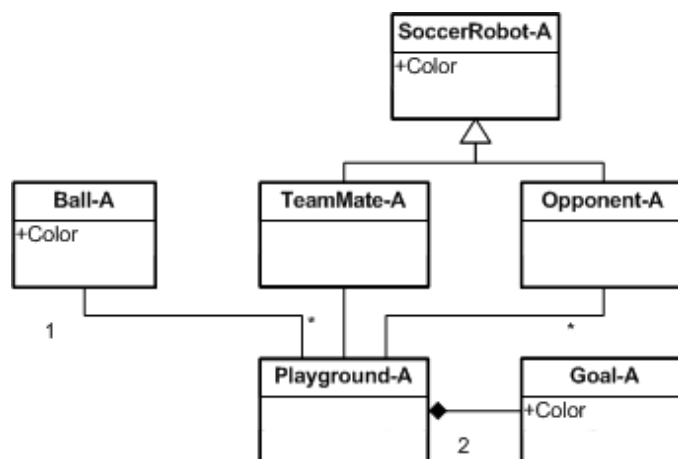 SoccerRobot-A
+Color
Ball-A
+Color
TeamMate-A
Opponent-A
1
*
*
Playground-A
Goal-A
+Color
2